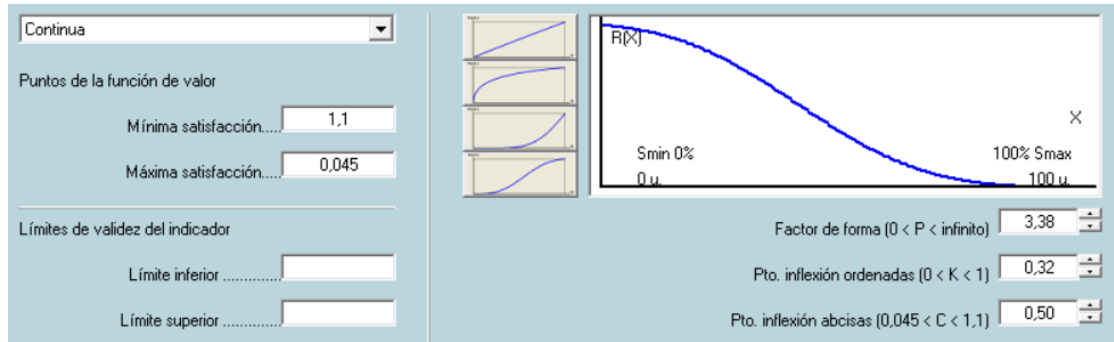 Continua
Puntos de la función de valor
Mínima satisfacción.....
1,1
Máxima satisfacción.....
0,045
Límites de validez del indicador
Límite inferior .............
Límite superior .............
R(X)
X
Smin 0%
100% Smax
0 u.
100 u.
Factor de forma (0 < P < infinito)
3,38
Pto. inflexión ordenadas (0 < K < 1)
0,32
Pto. inflexión abcisas (0,045 < C < 1,1)
0,50